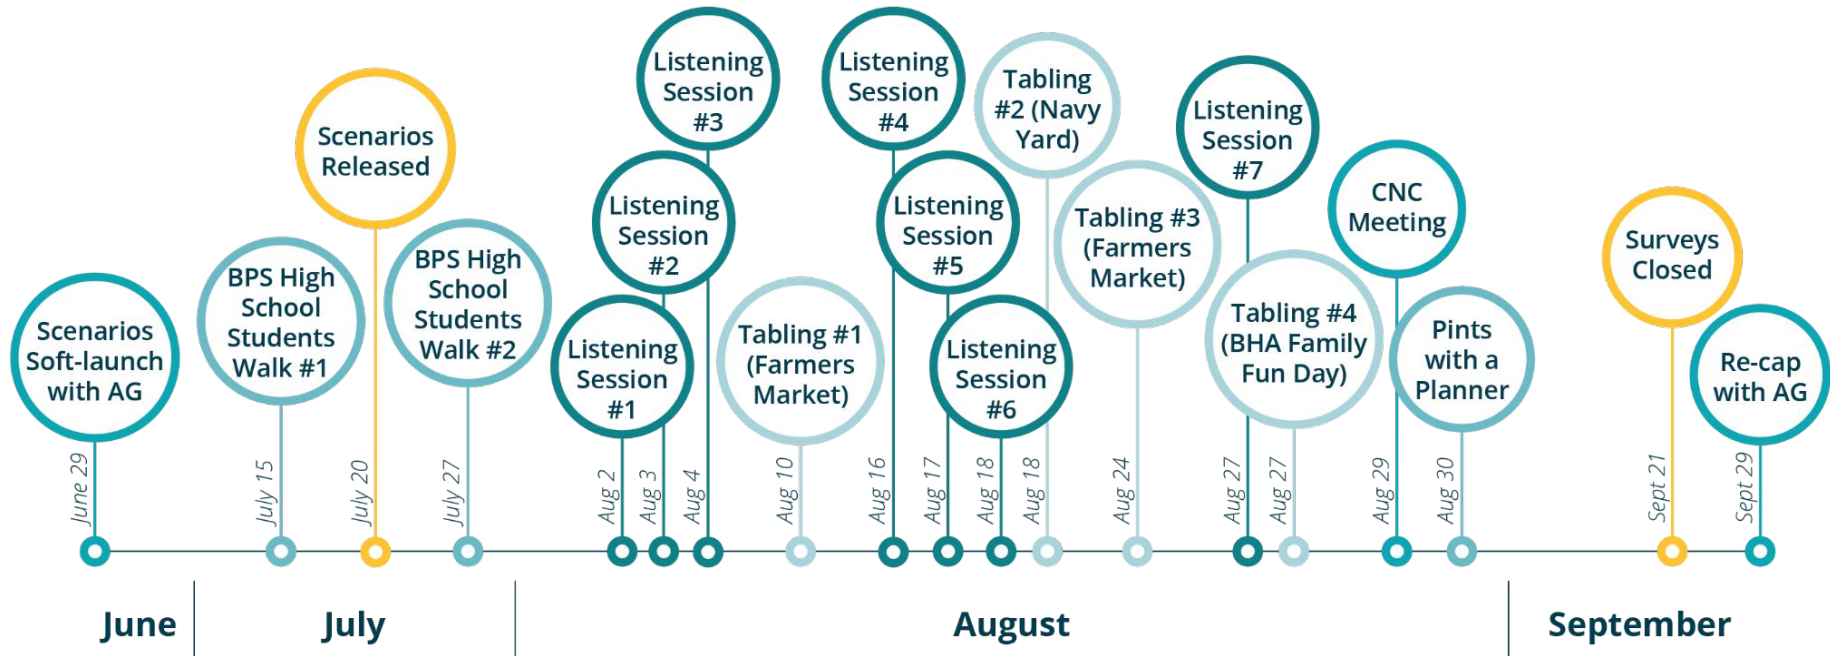 Scenarios
Soft-launch
with AG
BPS High
School
Students
Walk #1
Scenarios
Released
BPS High
School
Students
Walk #2
Listening
Session
#1
Listening
Session
#2
Listening
Session
#3
Tabling #1
(Farmers
Market)
Listening
Session
#4
Listening
Session
#5
Listening
Session
#6
Tabling
#2 (Navy
Yard)
Tabling #3
(Farmers
Market)
Listening
Session
#7
Tabling #4
(BHA Family
Fun Day)
CNC
Meeting
Pints
with a
Planner
Surveys
Closed
Re-cap
with AG
June 29
July 15
July 20
July 27
Aug 2
Aug 3
Aug 4
Aug 10
Aug 16
Aug 17
Aug 18
Aug 18
Aug 24
Aug 27
Aug 27
Aug 29
Aug 30
Sept 21
Sept 29
June
July
August
September